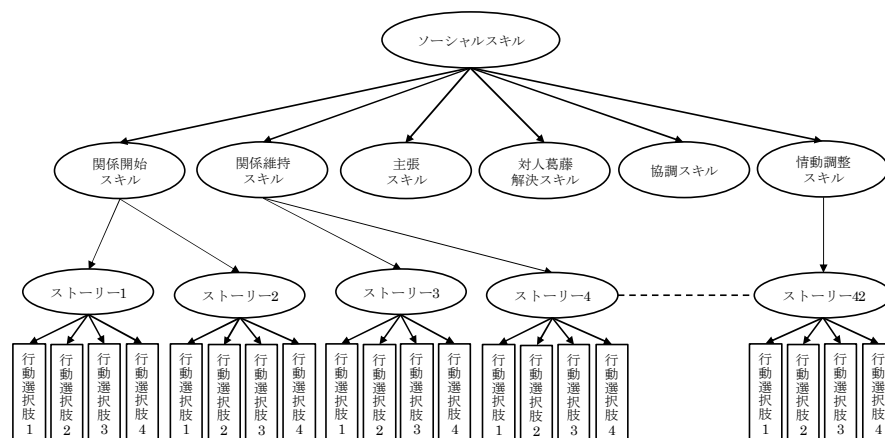 ソーシャルスキル
関係開始
スキル
関係維持
スキル
主張
スキル
対人葛藤
解決スキル
協調スキル
情動調整
スキル
ストーリー1
ストーリー2
ストーリー3
ストーリー4
ストーリー42
行動選択肢1
行動選択肢2
行動選択肢3
行動選択肢4
行動選択肢1
行動選択肢2
行動選択肢3
行動選択肢4
行動選択肢1
行動選択肢2
行動選択肢3
行動選択肢4
行動選択肢1
行動選択肢2
行動選択肢3
行動選択肢4
行動選択肢1
行動選択肢2
行動選択肢3
行動選択肢4